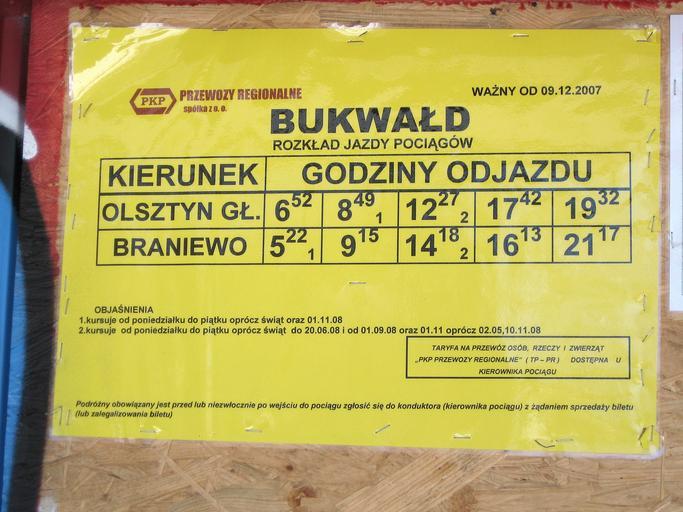 PKP PRZEWOZY REGIONALNE
spółka z o. o.
WAŻNY OD 09.12.2007
BUKWAŁD
ROZKŁAD JAZDY POCIĄGÓW
KIERUNEK GODZINY ODJAZDU
OLSZTYN GŁ. 6 52 8 49 1 12 27 2 17 42 19 32
BRANIEWO 5 22 1 9 15 14 18 2 16 13 21 17
OBJAŚNIENIA
1.kursuje od poniedziałku do piątku oprócz świąt oraz 01.11.08
2.kursuje od poniedziałku do piątku oprócz świąt do 20.06.08 i od 01.09.08 oraz 01.11 oprócz 02.05,10.11.08
TARYFA NA PRZEWÓZ OSÓB, RZECZY I ZWIERZĄT
„PKP PRZEWOZY REGIONALNE" ( TP – PR ) DOSTĘPNA U
KIEROWNIKA POCIĄGU
Podróżny obowiązany jest przed lub niezwłocznie po wejściu do pociągu zgłosić się do konduktora (kierownika pociągu) z żądaniem sprzedaży biletu
(lub zalegalizowania biletu)